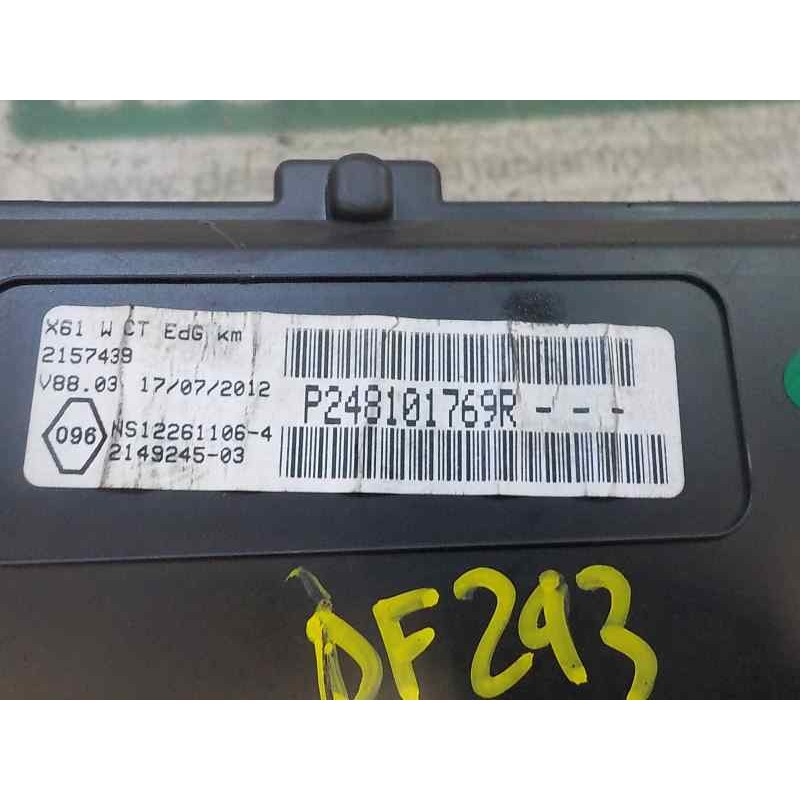 X61 W CT EdG km
2157439
V88.03 17/07/2012
P248101769R - - -
096
NS12261106-4
2149245-03
DF293